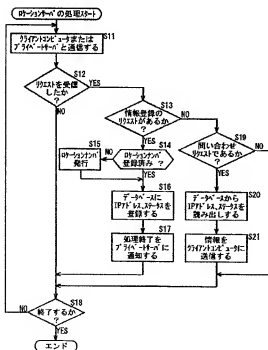 ロケーションサーバの処理スタート
S11
クライアントコンピュータまたは
プライベートサーバと通信する
S12
リクエストを受信
したか
?
YES
NO
S13
情報登録の
リクエストがあるか
?
NO
YES
S14
ロケーションナンバ
登録済み?
NO
YES
S15
ロケーションナンバ
発行
S16
データベースに
IPアドレス、ステータスを
登録する
S17
処理終了を
プライベートサーバに
通知する
S19
問い合わせ
リクエストであるか
?
NO
YES
S20
データベースから
IPアドレス、ステータスを
読み出しする
S21
情報を
クライアントコンピュータに
送信する
S18
終了するか
?
NO
YES
エンド